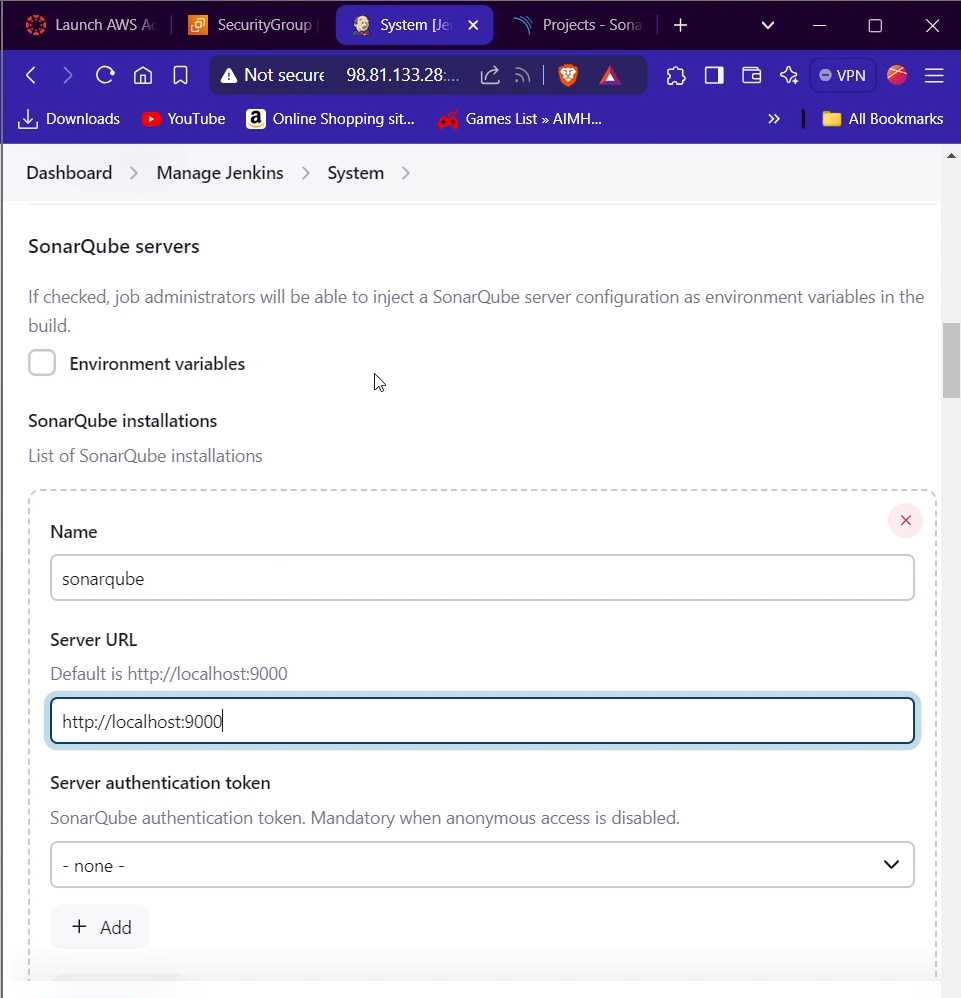 Launch AWS Ac
SecurityGroup
System [Je
Projects - Sona
Not secure 98.81.133.28:...
VPN
Downloads
YouTube
Online Shopping sit...
Games List » AIMH...
All Bookmarks
Dashboard > Manage Jenkins > System >
SonarQube servers
If checked, job administrators will be able to inject a SonarQube server configuration as environment variables in the
build.
Environment variables
SonarQube installations
List of SonarQube installations
Name
sonarqube
Server URL
Default is http://localhost:9000
http://localhost:9000
Server authentication token
SonarQube authentication token. Mandatory when anonymous access is disabled.
- none -
+ Add